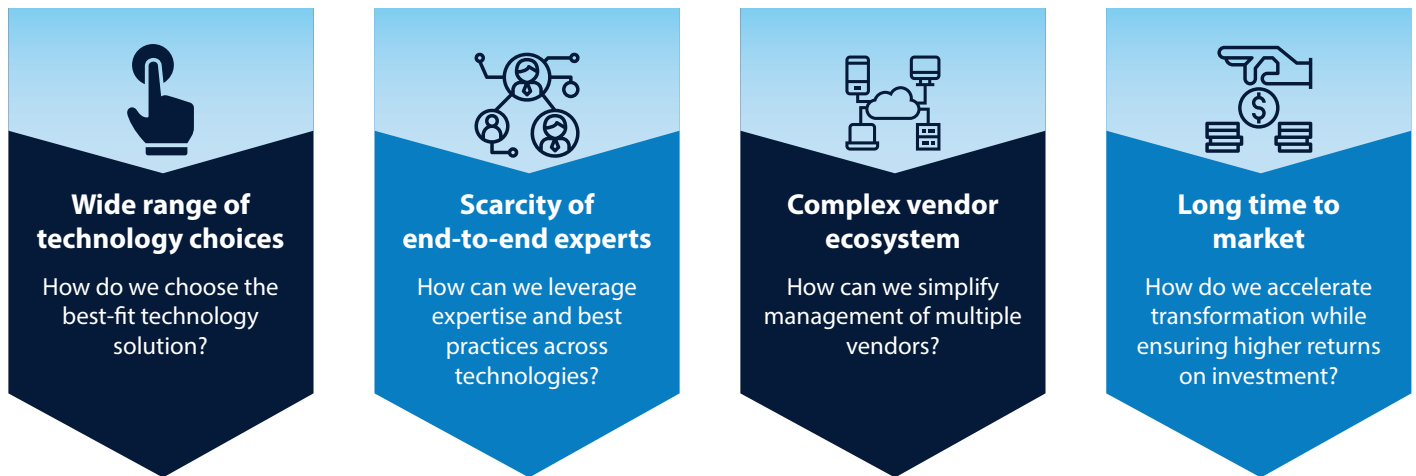 Wide range of
technology choices
How do we choose the
best-fit technology
solution?
Scarcity of
end-to-end experts
How can we leverage
expertise and best
practices across
technologies?
Complex vendor
ecosystem
How can we simplify
management of multiple
vendors?
$
Long time to
market
How do we accelerate
transformation while
ensuring higher returns
on investment?